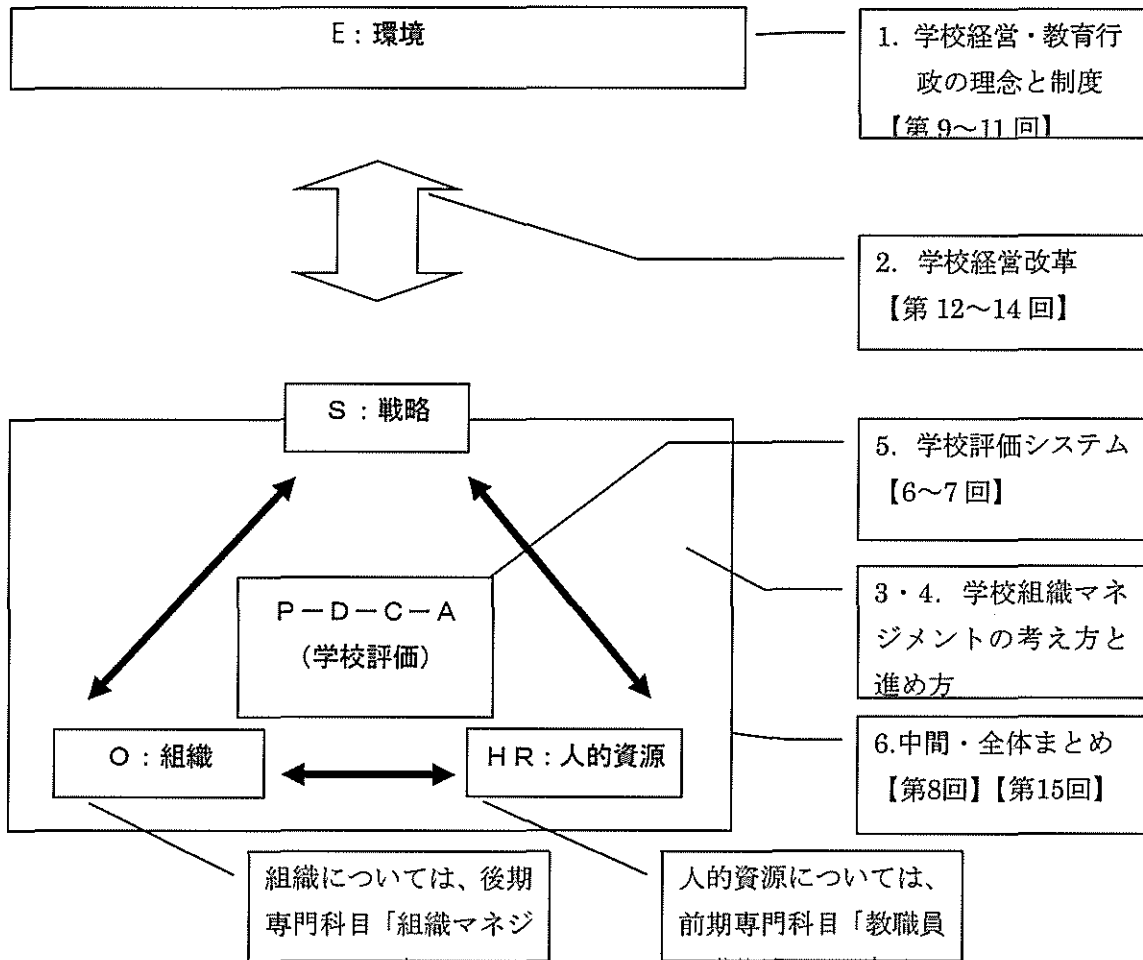 E：環境
1. 学校経営・教育行
政の理念と制度
【第9～11回】
2. 学校経営改革
【第12～14回】
S：戦略
5. 学校評価システム
【6～7回】
P－D－C－A
（学校評価）
3・4. 学校組織マネ
ジメントの考え方と
進め方
O：組織
HR：人的資源
6.中間・全体まとめ
【第8回】【第15回】
組織については、後期
専門科目「組織マネジ
人的資源については、
前期専門科目「教職員